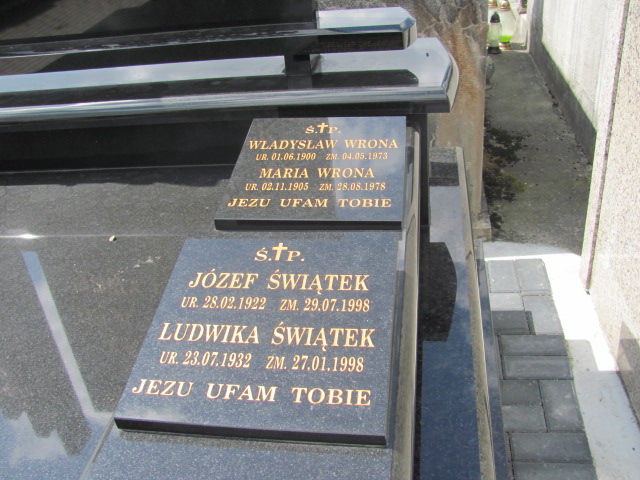 Ś.✝P.
WŁADYSŁAW WRONA
UR. 01.06.1900 ZM. 04.05.1973
MARIA WRONA
UR. 02.11.1905 ZM. 28.08.1978
JEZU UFAM TOBIE
Ś.✝P.
JÓZEF ŚWIĄTEK
UR. 28.02.1922 ZM. 29.07.1998
LUDWIKA ŚWIĄTEK
UR. 23.07.1932 ZM. 27.01.1998
JEZU UFAM TOBIE